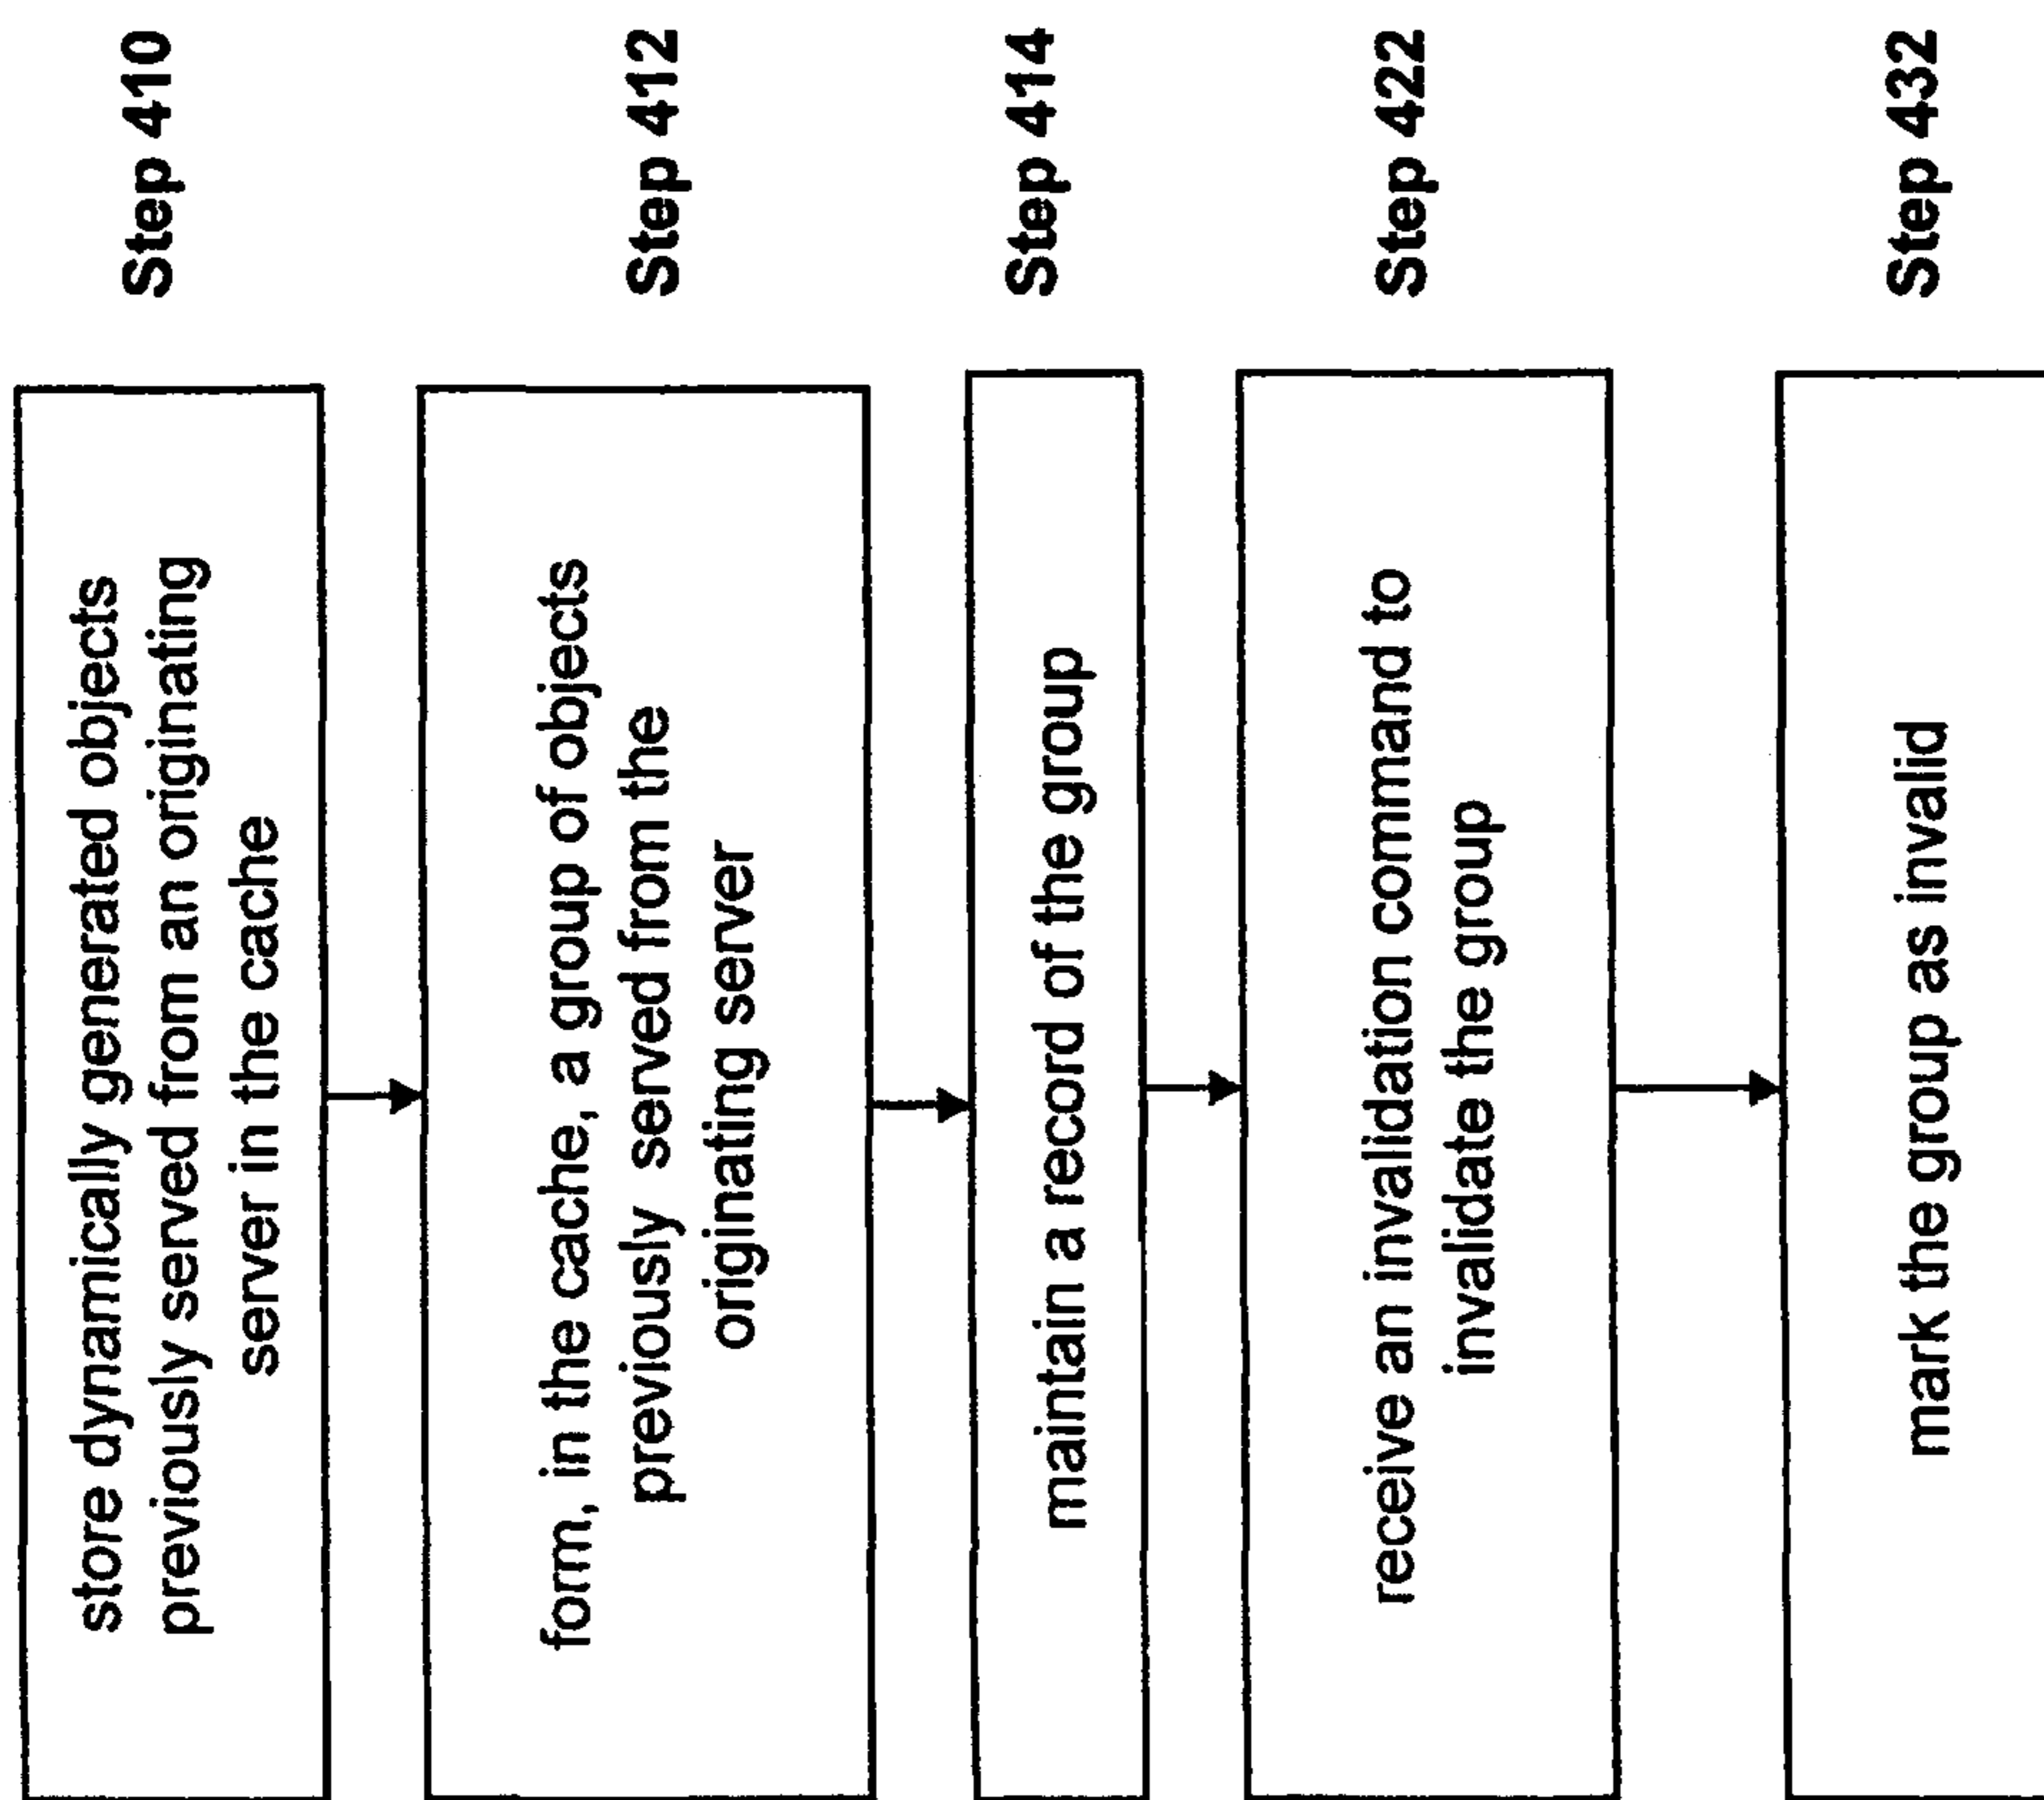 store dynamically generated objects
previously served from an originating
server in the cache
Step 410
form, in the cache, a group of objects
previously served from the
originating server
Step 412
maintain a record of the group
Step 414
receive an invalidation command to
invalidate the group
Step 422
mark the group as invalid
Step 432